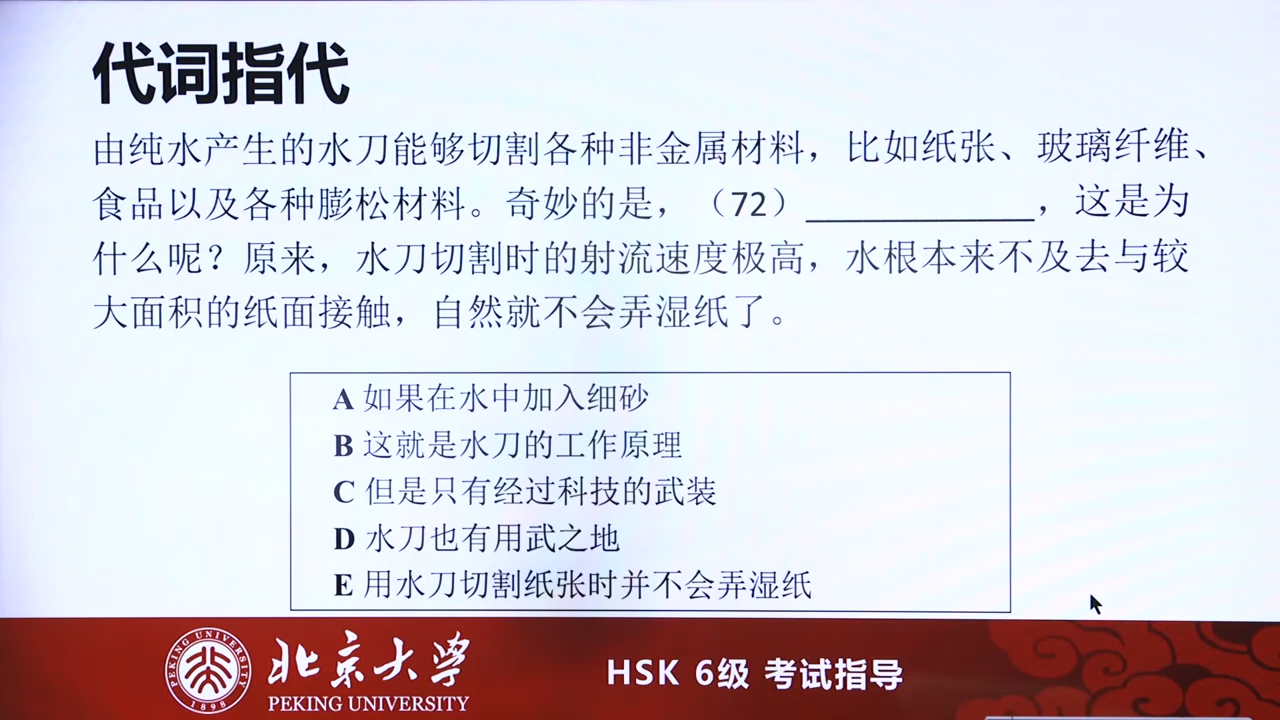 代词指代
由纯水产生的水刀能够切割各种非金属材料，比如纸张、玻璃纤维、
食品以及各种膨松材料。奇妙的是，（72）____________，这是为
什么呢？原来，水刀切割时的射流速度极高，水根本来不及去与较
大面积的纸面接触，自然就不会弄湿纸了。
A 如果在水中加入细砂
B 这就是水刀的工作原理
C 但是只有经过科技的武装
D 水刀也有用武之地
E 用水刀切割纸张时并不会弄湿纸
PEKING UNIVERSITY
1898
北京大学
PEKING UNIVERSITY
HSK 6级 考试指导